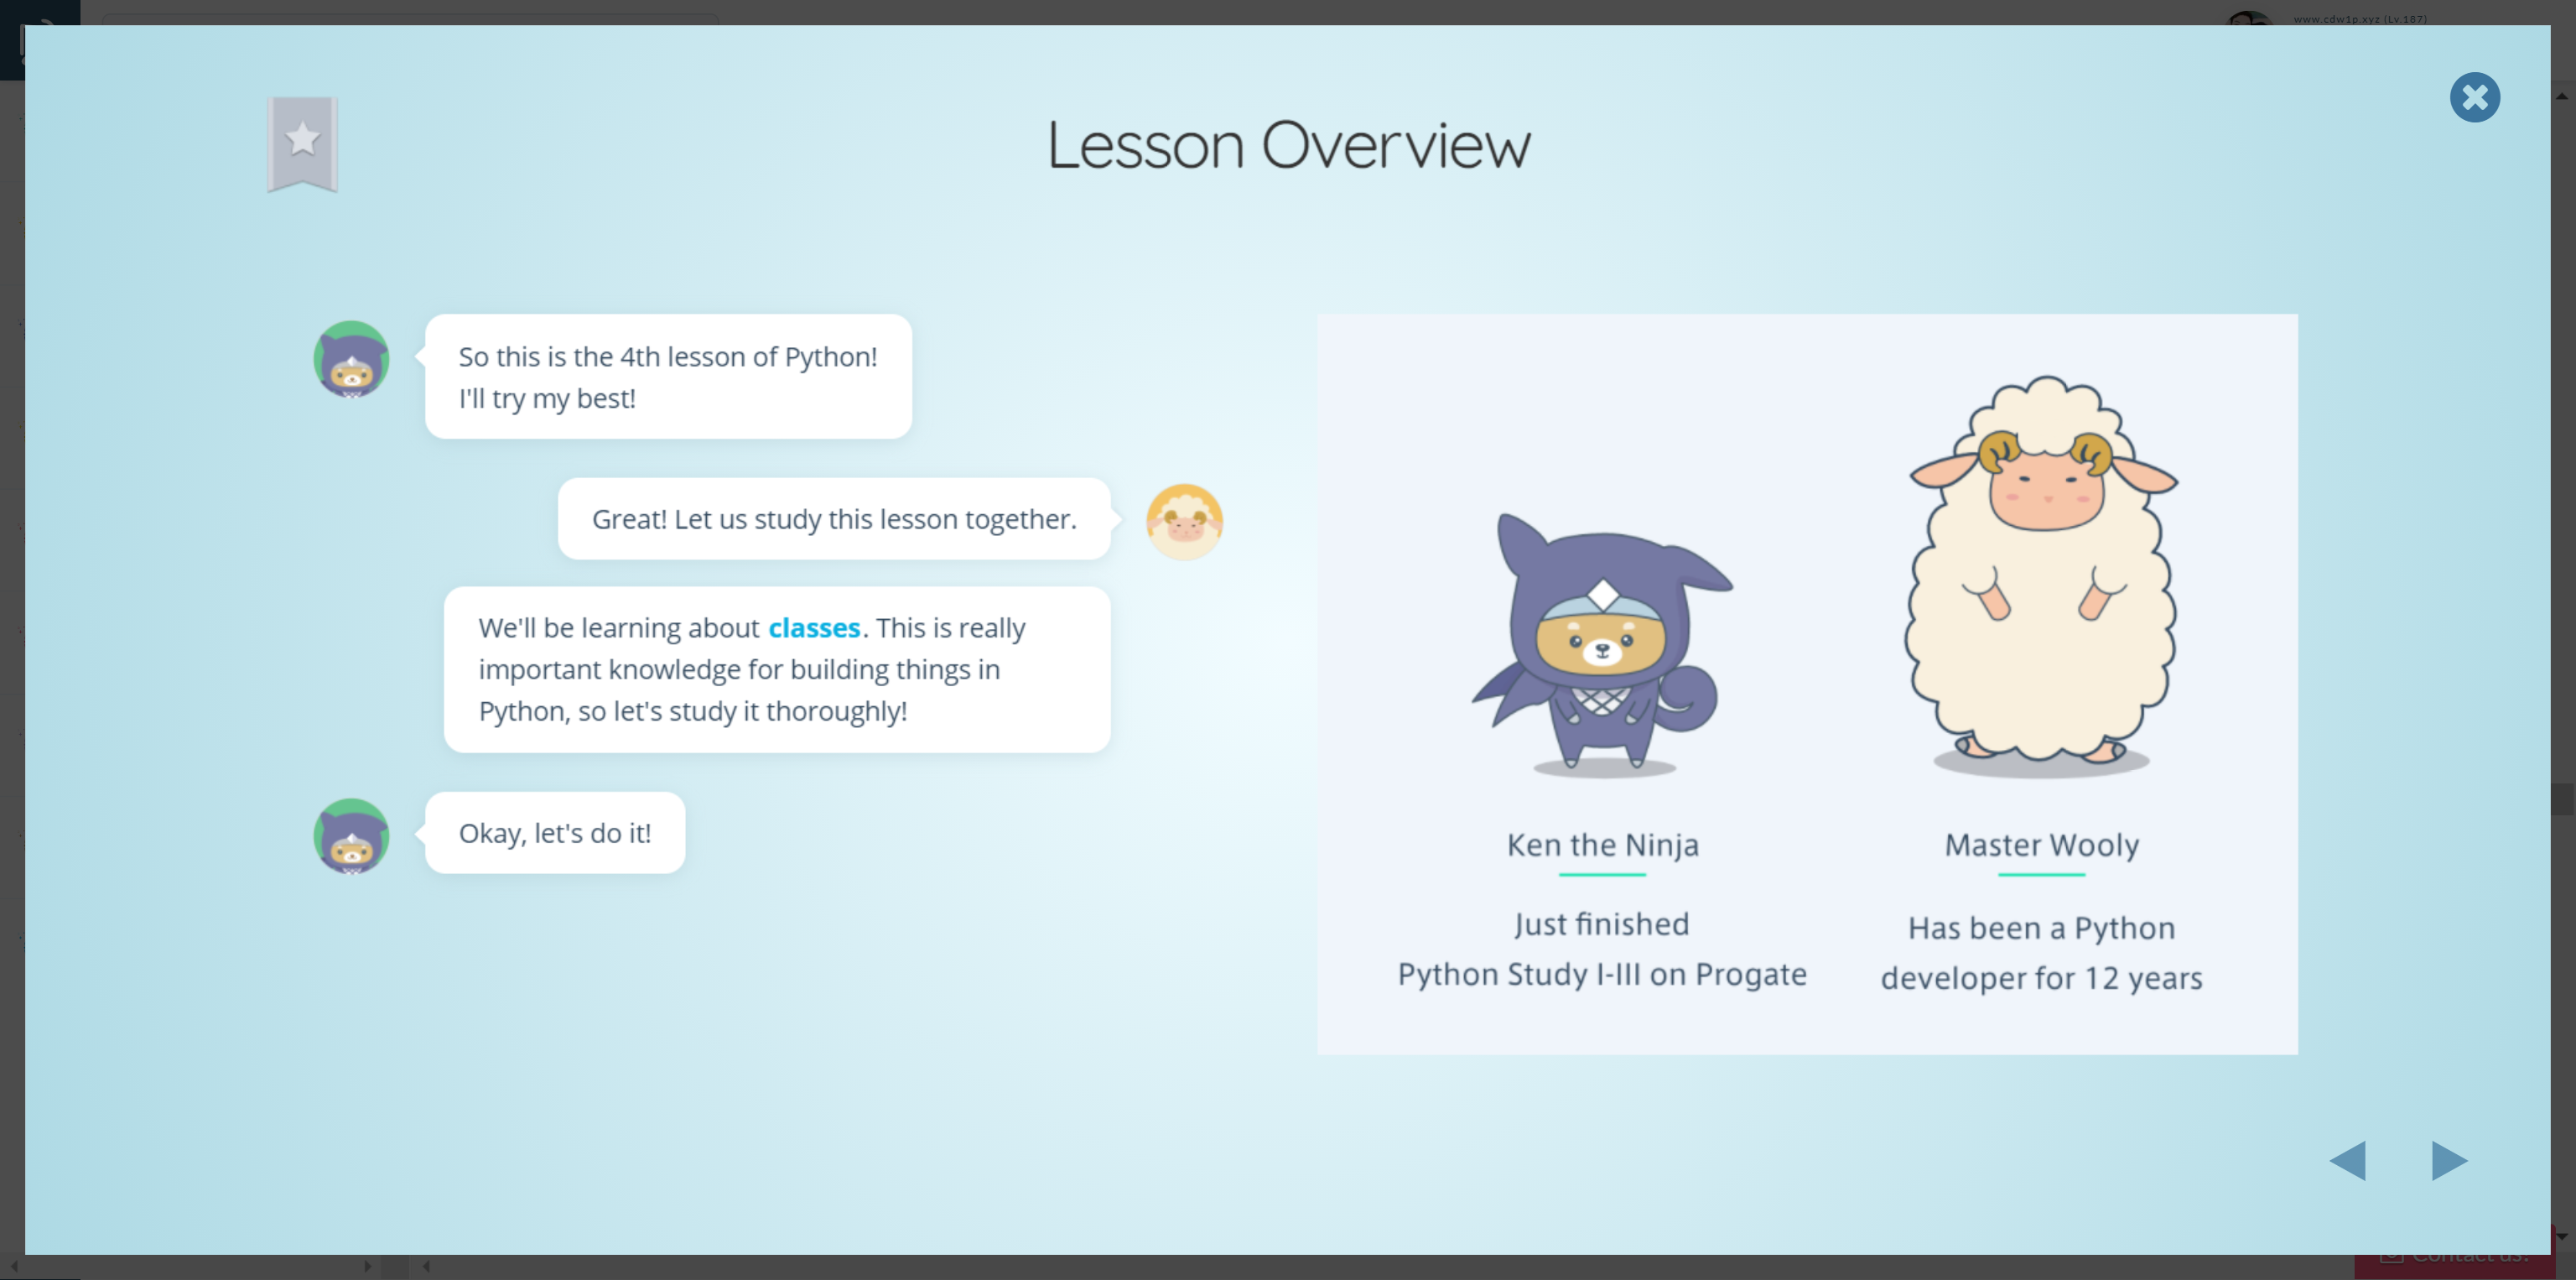 www.cdw1p.xyz (Lv.187)
Lesson Overview
So this is the 4th lesson of Python!
I'll try my best!
Great! Let us study this lesson together.
We'll be learning about classes. This is really
important knowledge for building things in
Python, so let's study it thoroughly!
Okay, let's do it!
Ken the Ninja
Just finished
Python Study I-III on Progate
Master Wooly
Has been a Python
developer for 12 years
Contact us!